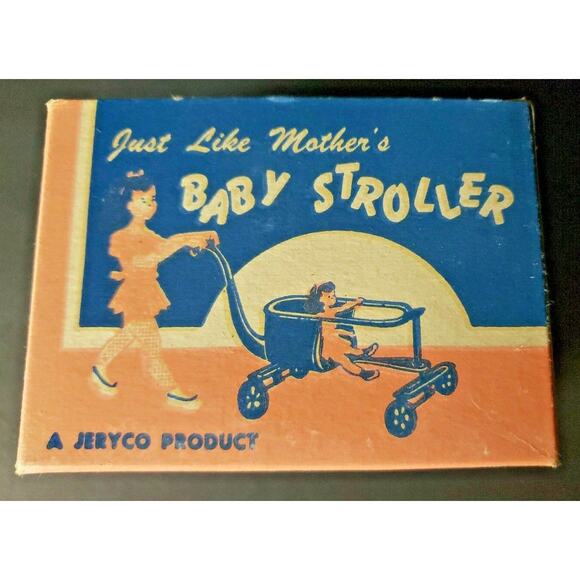 Just Like Mother's
BABY STROLLER
A JERYCO PRODUCT